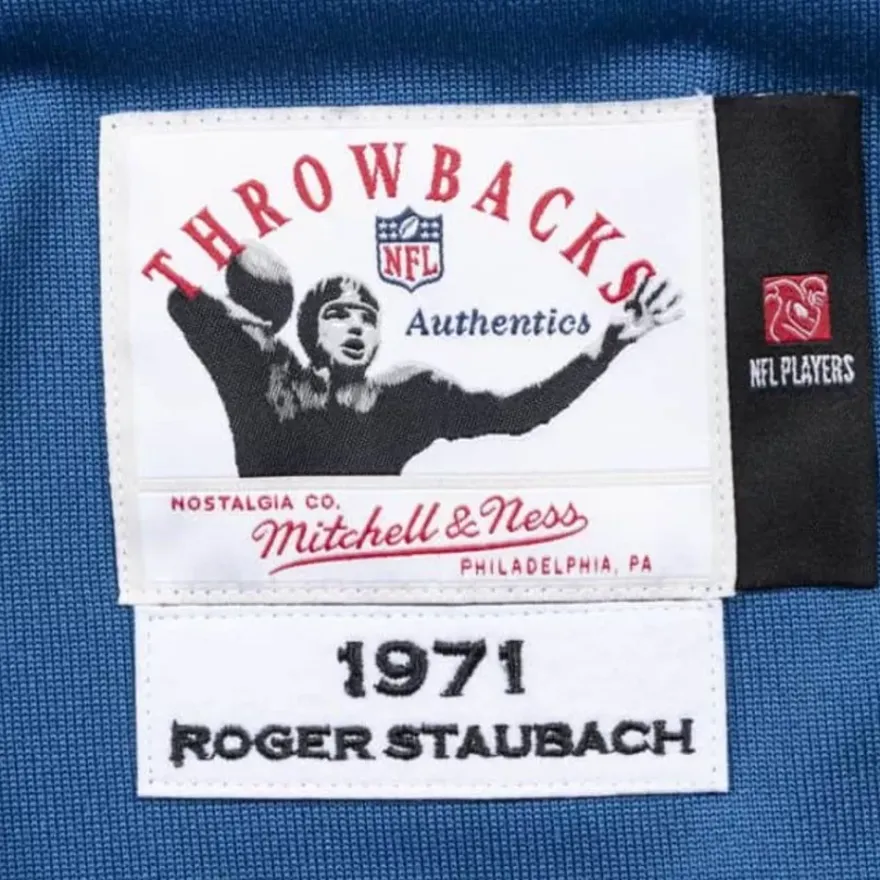 THROWBACKS
NFL
Authentics
NFL PLAYERS
NOSTALGIA CO.
Mitchell & Ness
PHILADELPHIA, PA
1971
ROGER STAUBACH